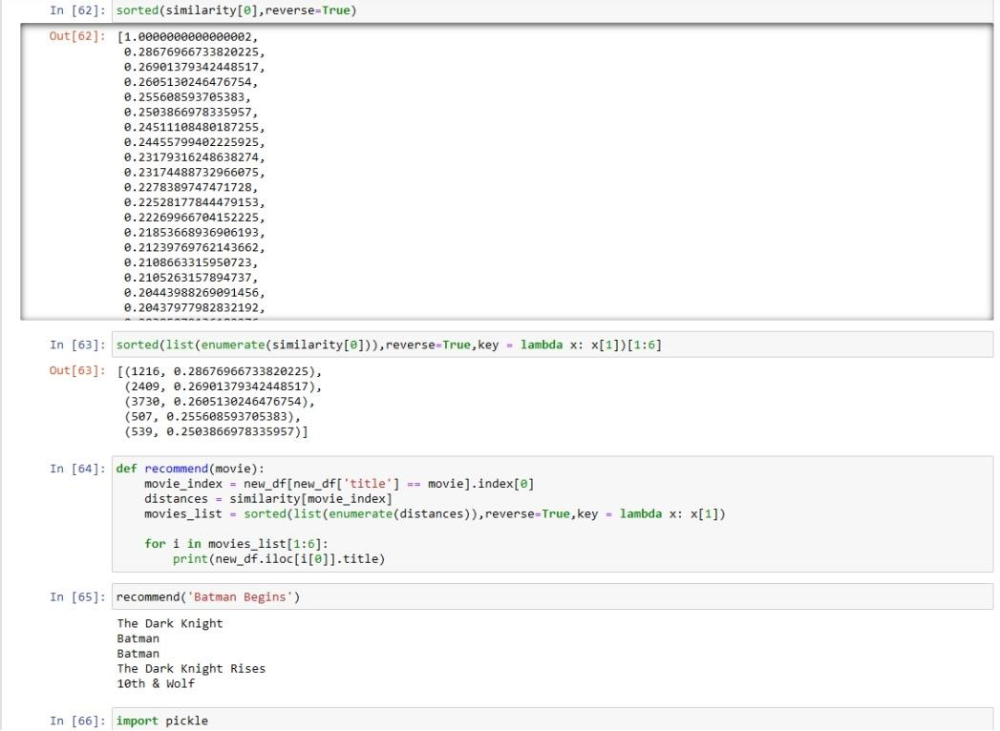 In [62]: sorted(similarity[0],reverse=True)
Out[62]: [1.0000000000000002,
0.28676966733820225,
0.26901379342448517,
0.2605130246476754,
0.255608593705383,
0.2503866978335957,
0.24511108480187255,
0.24455799402225925,
0.23179316248638274,
0.23174488732966075,
0.2278389747471728,
0.22528177844479153,
0.22269966704152225,
0.21853668936906193,
0.21239769762143662,
0.2108663315950723,
0.2105263157894737,
0.20443988269091456,
0.20437977982832192,
In [63]: sorted(list(enumerate(similarity[0])),reverse=True,key = lambda x: x[1])[1:6]
Out[63]: [(1216, 0.28676966733820225),
(2409, 0.26901379342448517),
(3730, 0.2605130246476754),
(507, 0.255608593705383),
(539, 0.2503866978335957)]
In [64]: def recommend(movie):
movie_index = new_df[new_df['title'] == movie].index[0]
distances = similarity[movie_index]
movies_list = sorted(list(enumerate(distances)),reverse=True,key = lambda x: x[1])
for i in movies_list[1:6]:
print(new_df.iloc[i[0]].title)
In [65]: recommend('Batman Begins')
The Dark Knight
Batman
Batman
The Dark Knight Rises
10th & Wolf
In [66]: import pickle